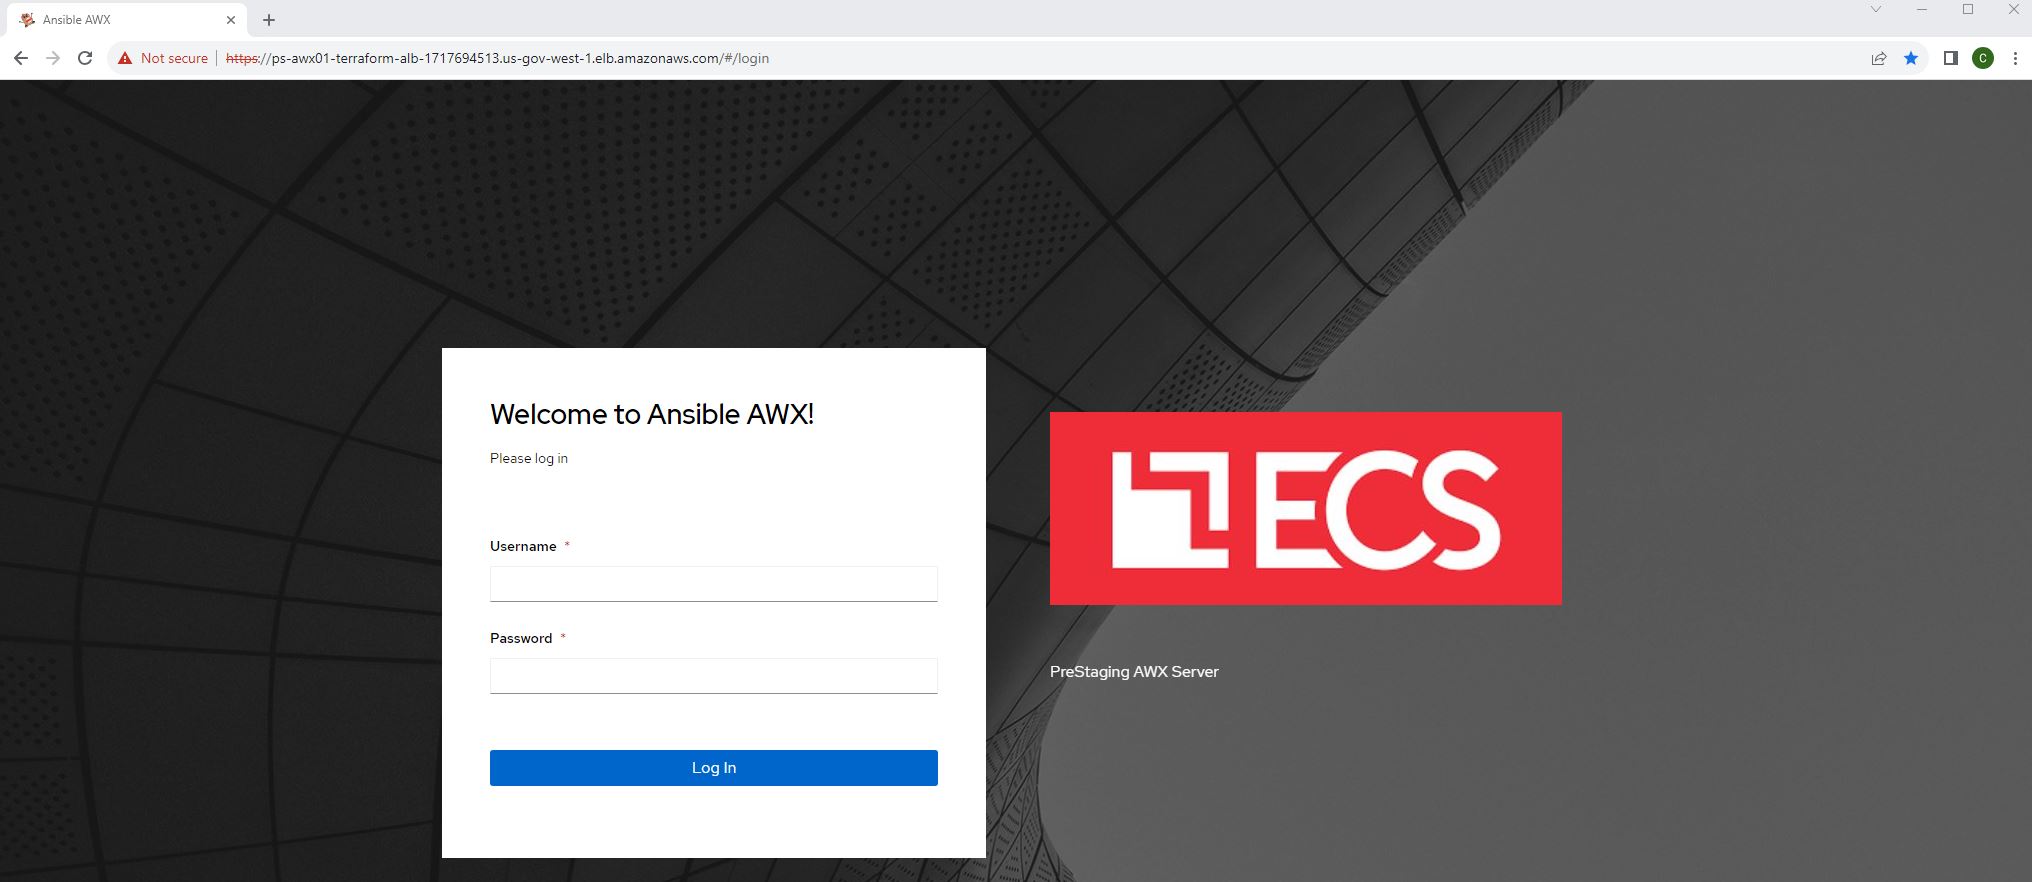 Ansible AWX
Not secure https://ps-awx01-terraform-alb-1717694513.us-gov-west-1.elb.amazonaws.com/#/login
C
Welcome to Ansible AWX!
Please log in
Username *
Password *
Log In
ECS
PreStaging AWX Server